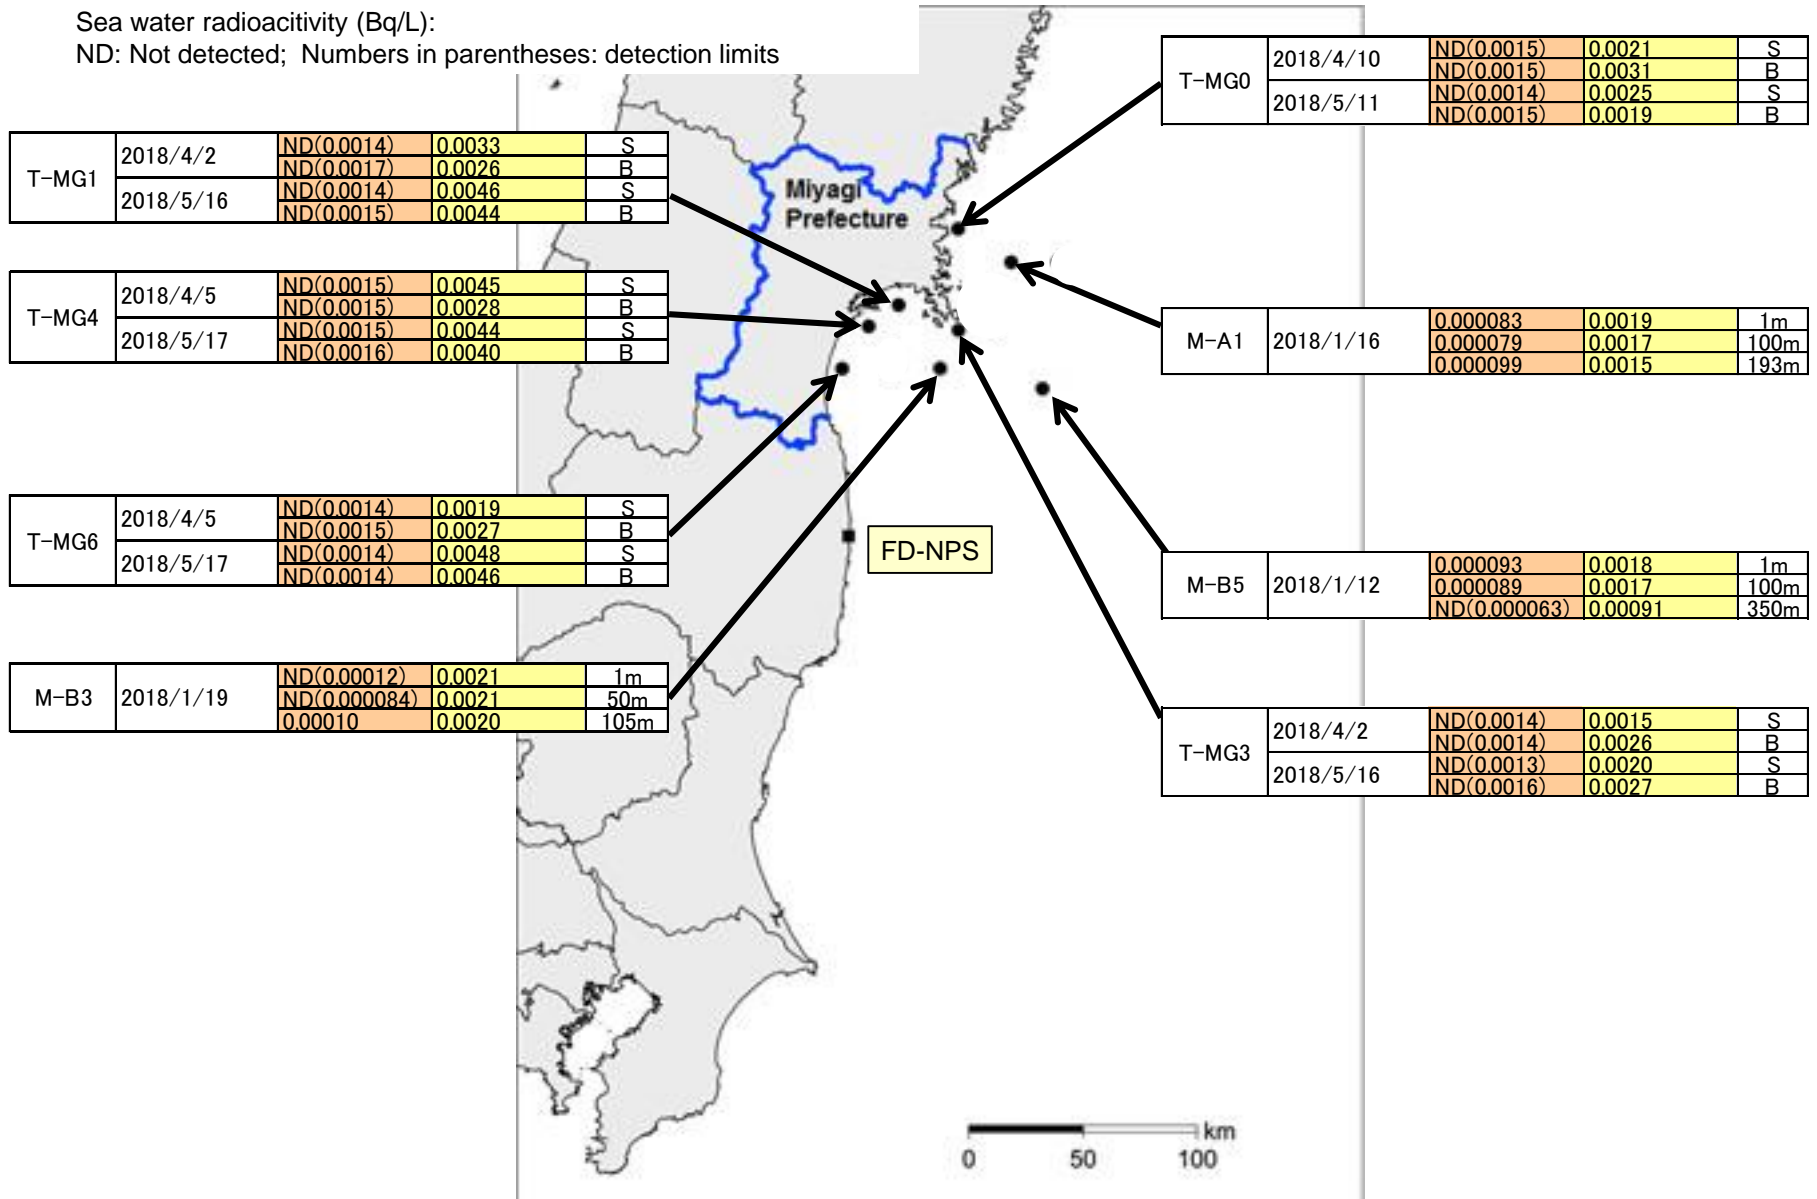 Sea water radioacitivity (Bq/L):
ND: Not detected;  Numbers in parentheses: detection limits
T-MG0
2018/4/10 ND(0.0015) 0.0021 S
ND(0.0015) 0.0031 B
2018/5/11 ND(0.0014) 0.0025 S
ND(0.0015) 0.0019 B
T-MG1
2018/4/2 ND(0.0014) 0.0033 S
ND(0.0017) 0.0026 B
2018/5/16 ND(0.0014) 0.0046 S
ND(0.0015) 0.0044 B
Miyagi
Prefecture
T-MG4
2018/4/5 ND(0.0015) 0.0045 S
ND(0.0015) 0.0028 B
2018/5/17 ND(0.0015) 0.0044 S
ND(0.0016) 0.0040 B
M-A1
2018/1/16
0.000083 0.0019 1m
0.000079 0.0017 100m
0.000099 0.0015 193m
T-MG6
2018/4/5 ND(0.0014) 0.0019 S
ND(0.0015) 0.0027 B
2018/5/17 ND(0.0014) 0.0048 S
ND(0.0014) 0.0046 B
FD-NPS
M-B5
2018/1/12
0.000093 0.0018 1m
0.000089 0.0017 100m
ND(0.000063) 0.00091 350m
M-B3
2018/1/19
ND(0.00012) 0.0021 1m
ND(0.000084) 0.0021 50m
0.00010 0.0020 105m
T-MG3
2018/4/2 ND(0.0014) 0.0015 S
ND(0.0014) 0.0026 B
2018/5/16 ND(0.0013) 0.0020 S
ND(0.0016) 0.0027 B
km
0 50 100